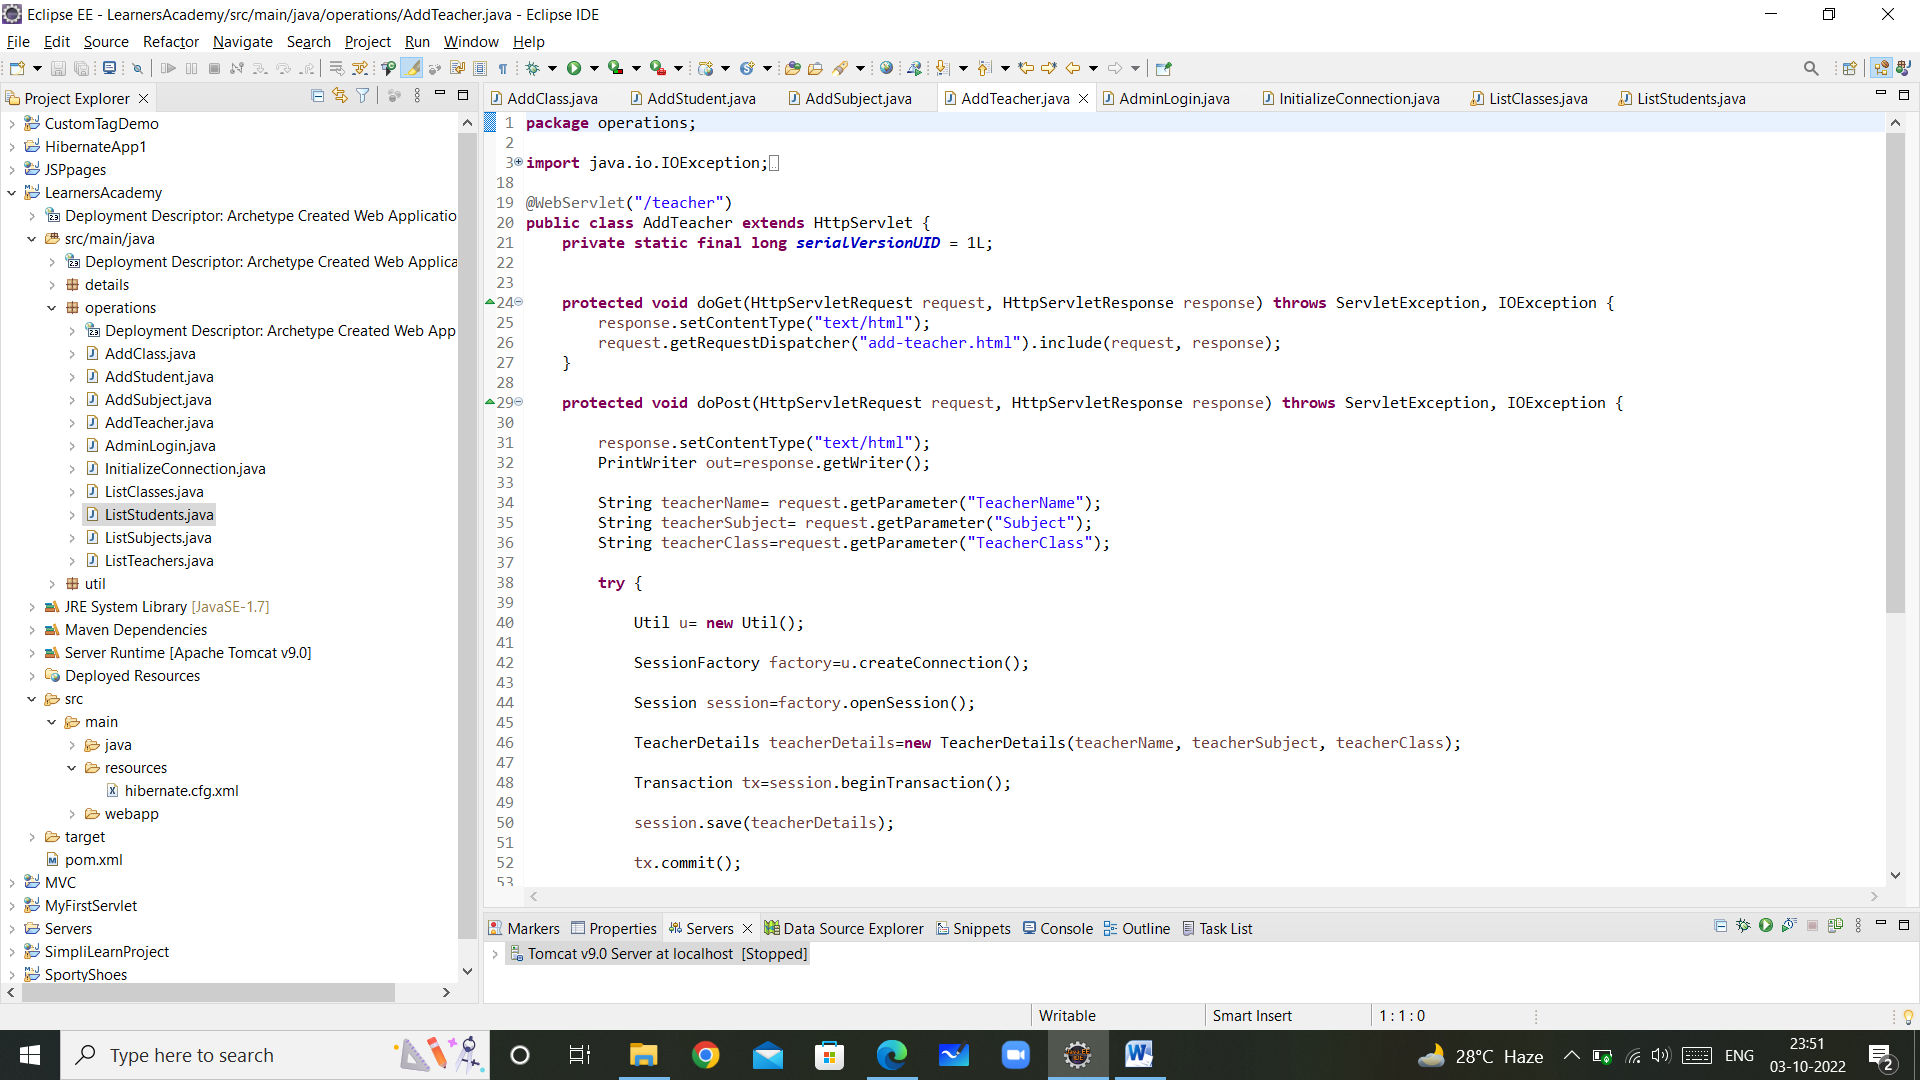 Eclipse EE - LearnersAcademy/src/main/java/operations/AddTeacher.java - Eclipse IDE
File Edit Source Refactor Navigate Search Project Run Window Help
Project Explorer
CustomTagDemo
HibernateApp1
JSPpages
LearnersAcademy
Deployment Descriptor: Archetype Created Web Applicatio
src/main/java
Deployment Descriptor: Archetype Created Web Applica
details
operations
Deployment Descriptor: Archetype Created Web App
AddClass.java
AddStudent.java
AddSubject.java
AddTeacher.java
AdminLogin.java
InitializeConnection.java
ListClasses.java
ListStudents.java
ListSubjects.java
ListTeachers.java
util
JRE System Library [JavaSE-1.7]
Maven Dependencies
Server Runtime [Apache Tomcat v9.0]
Deployed Resources
src
main
java
resources
hibernate.cfg.xml
webapp
target
pom.xml
MVC
MyFirstServlet
Servers
SimpliLearnProject
SportyShoes
AddClass.java AddStudent.java AddSubject.java AddTeacher.java AdminLogin.java InitializeConnection.java ListClasses.java ListStudents.java
1 package operations;
2
3 import java.io.IOException;
18
19 @WebServlet("/teacher")
20 public class AddTeacher extends HttpServlet {
21 private static final long serialVersionUID = 1L;
22
23
24 protected void doGet(HttpServletRequest request, HttpServletResponse response) throws ServletException, IOException {
25 response.setContentType("text/html");
26 request.getRequestDispatcher("add-teacher.html").include(request, response);
27 }
28
29 protected void doPost(HttpServletRequest request, HttpServletResponse response) throws ServletException, IOException {
30
31 response.setContentType("text/html");
32 PrintWriter out=response.getWriter();
33
34 String teacherName= request.getParameter("TeacherName");
35 String teacherSubject= request.getParameter("Subject");
36 String teacherClass=request.getParameter("TeacherClass");
37
38 try {
39
40 Util u= new Util();
41
42 SessionFactory factory=u.createConnection();
43
44 Session session=factory.openSession();
45
46 TeacherDetails teacherDetails=new TeacherDetails(teacherName, teacherSubject, teacherClass);
47
48 Transaction tx=session.beginTransaction();
49
50 session.save(teacherDetails);
51
52 tx.commit();
53
Markers Properties Servers Data Source Explorer Snippets Console Outline Task List
Tomcat v9.0 Server at localhost [Stopped]
Writable Smart Insert 1 : 1 : 0
Type here to search
28°C Haze
ENG
23:51
03-10-2022
2